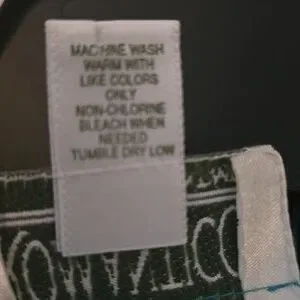 MACHINE WASH
WARM WITH
LIKE COLORS
ONLY
NON-CHLORINE
BLEACH WHEN
NEEDED
TUMBLE DRY LOW